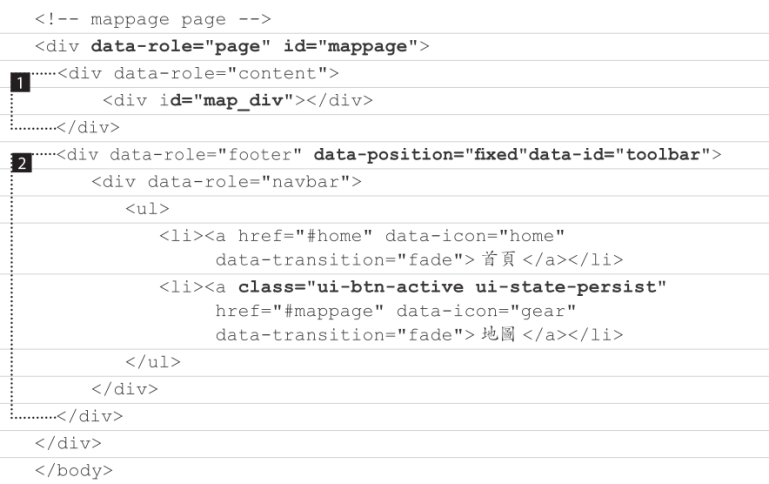 <!-- mappage page -->
<div data-role="page" id="mappage">
1 <div data-role="content">
<div id="map_div"></div>
</div>
2 <div data-role="footer" data-position="fixed"data-id="toolbar">
<div data-role="navbar">
<ul>
<li><a href="#home" data-icon="home"
data-transition="fade"> 首頁 </a></li>
<li><a class="ui-btn-active ui-state-persist"
href="#mappage" data-icon="gear"
data-transition="fade"> 地圖 </a></li>
</ul>
</div>
</div>
</div>
</body>